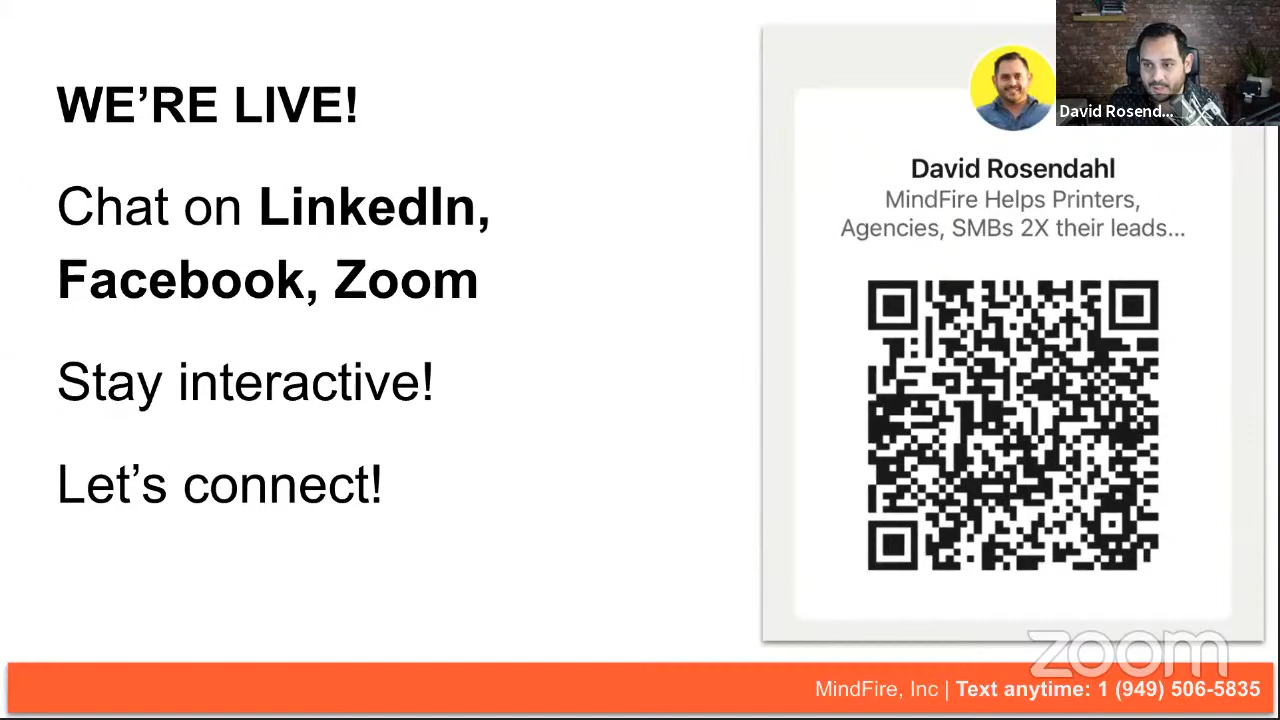 WE’RE LIVE!
Chat on LinkedIn,
Facebook, Zoom
Stay interactive!
Let’s connect!
David Rosend...
David Rosendahl
MindFire Helps Printers,
Agencies, SMBs 2X their leads...
zoom
MindFire, Inc | Text anytime: 1 (949) 506-5835